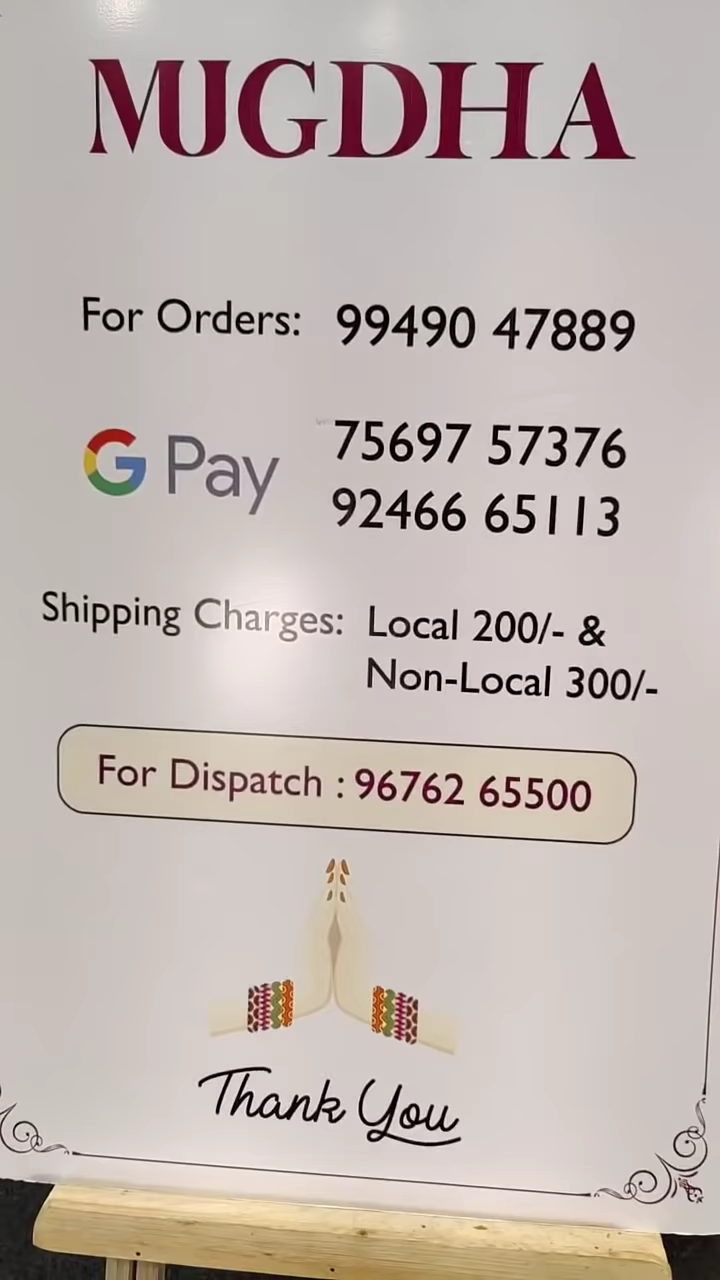 MUGDHA
For Orders: 99490 47889
G Pay 75697 57376
92466 65113
Shipping Charges: Local 200/- &
Non-Local 300/-
For Dispatch : 96762 65500
Thank You